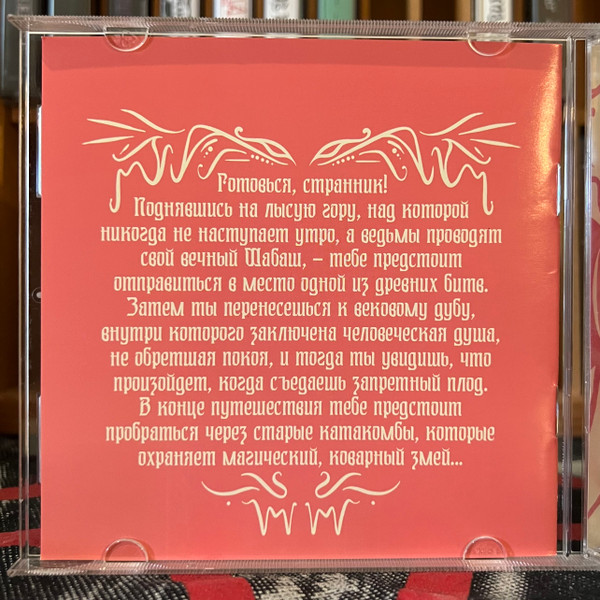 Готовься, странник!
Поднявшись на лысую гору, над которой
никогда не наступает утро, а ведьмы проводят
свой вечный Шабаш, – тебе предстоит
отправиться в место одной из древних битв.
Затем ты перенесешься к вековому дубу,
внутри которого заключена человеческая душа,
не обретшая покоя, и тогда ты увидишь, что
произойдет, когда съедаешь запретный плод.
В конце путешествия тебе предстоит
пробраться через старые катакомбы, которые
охраняет магический, коварный змей...